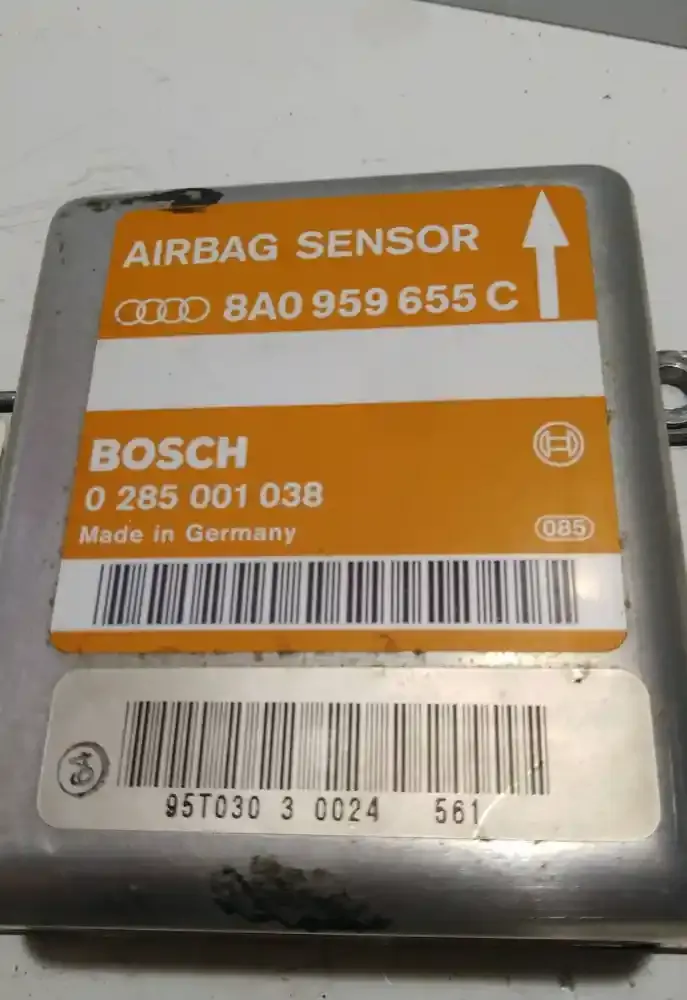 AIRBAG SENSOR
8A0 959 655 C
BOSCH
0 285 001 038
Made in Germany
085
95T030 3 0024 561